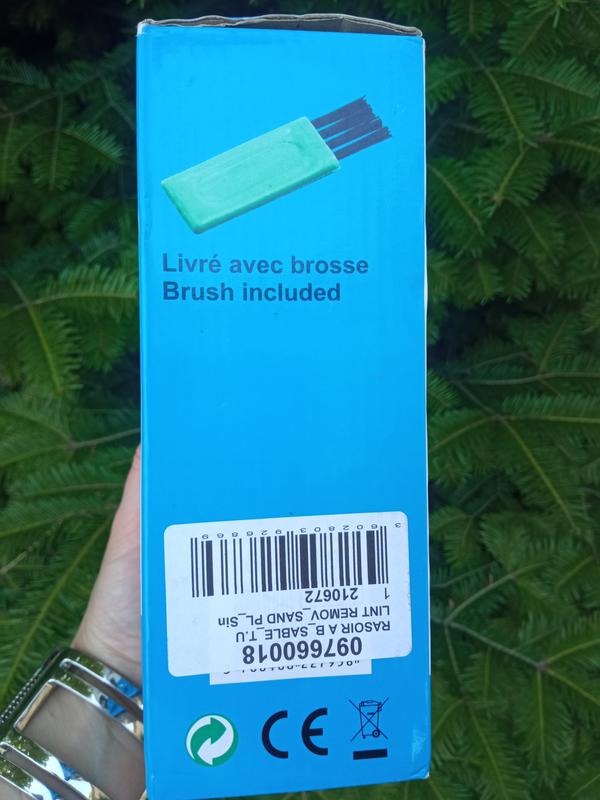 Livré avec brosse
Brush included
097660018
RASOIR A B_SABLE_T.U
LINT REMOV_SAND PL_Sin
1 210672
3 602803 926869
CE